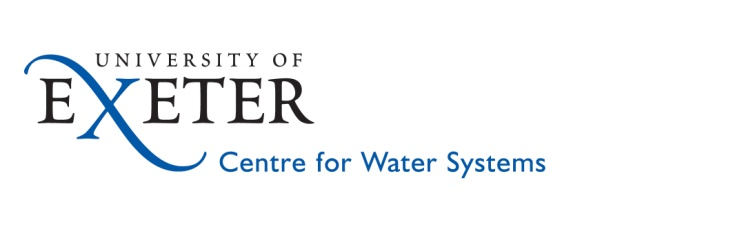 UNIVERSITY OF
EXETER
Centre for Water Systems